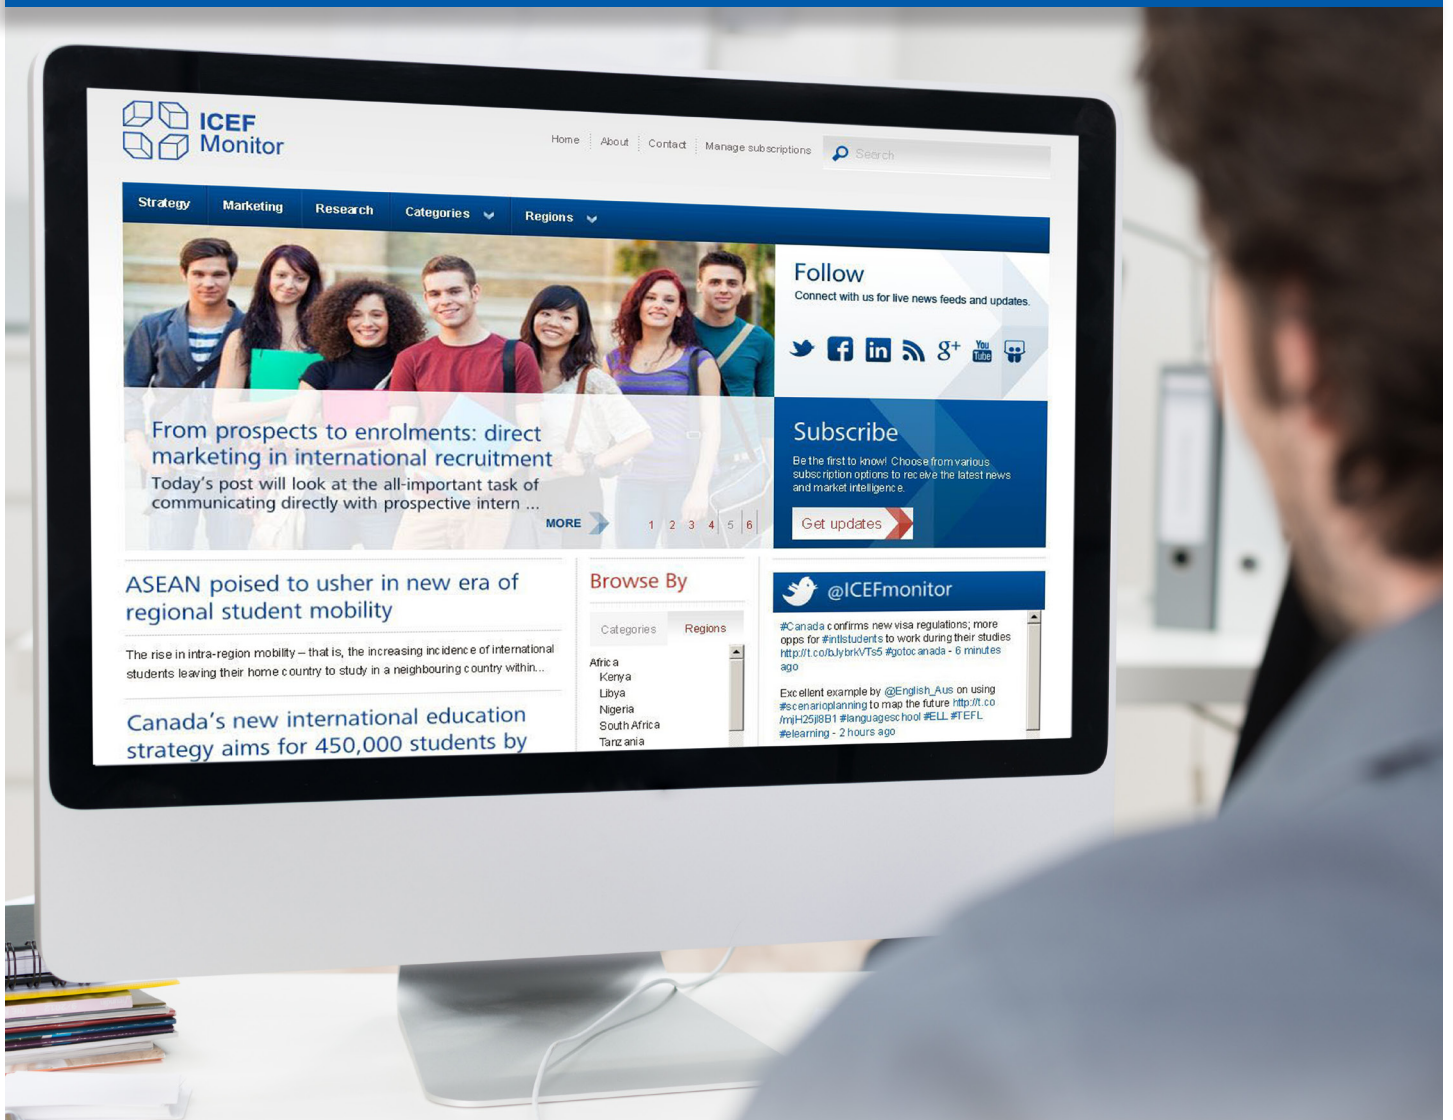 ICEF
Monitor
Home
About
Contact
Manage subscriptions
Search
Strategy
Marketing
Research
Categories
Regions
From prospects to enrolments: direct
marketing in international recruitment
Today's post will look at the all-important task of
communicating directly with prospective intern ...
MORE
1 2 3 4 5 6
Follow
Connect with us for live news feeds and updates.
f in g+ You
Tube
Subscribe
Be the first to know! Choose from various
subscription options to receive the latest news
and market intelligence.
Get updates
ASEAN poised to usher in new era of
regional student mobility
The rise in intra-region mobility – that is, the increasing incidence of international
students leaving their home country to study in a neighbouring country within...
Canada's new international education
strategy aims for 450,000 students by
Browse By
Categories
Regions
Africa
Kenya
Libya
Nigeria
South Africa
Tanzania
@ICEFmonitor
#Canada confirms new visa regulations; more
opps for #intlstudents to work during their studies
http://t.co/bJybrkVTs5 #gotocanada - 6 minutes
ago
Excellent example by @English_Aus on using
#scenarioplanning to map the future http://t.co
/mjH25jI8B1 #languageschool #ELL #TEFL
#elearning - 2 hours ago